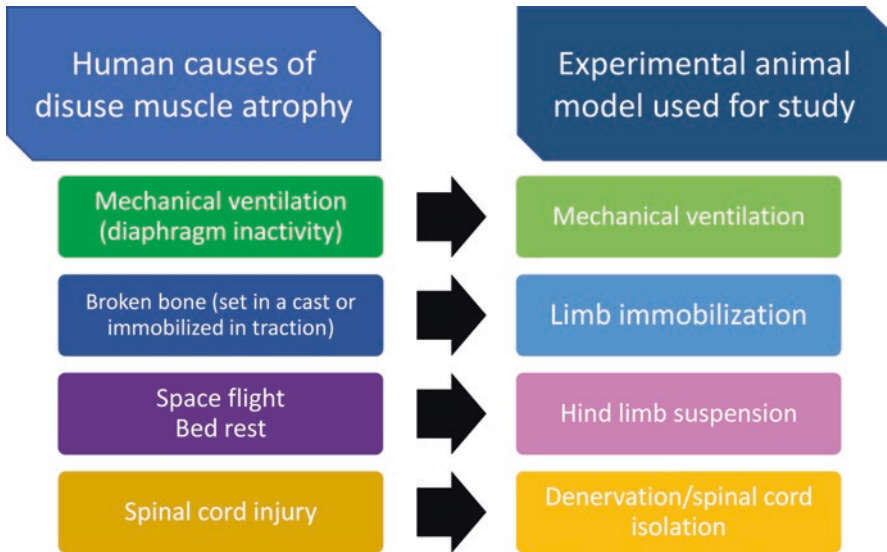 Human causes of
disuse muscle atrophy
Experimental animal
model used for study
Mechanical ventilation
(diaphragm inactivity)
Mechanical ventilation
Broken bone (set in a cast or
immobilized in traction)
Limb immobilization
Space flight
Bed rest
Hind limb suspension
Spinal cord injury
Denervation/spinal cord
isolation